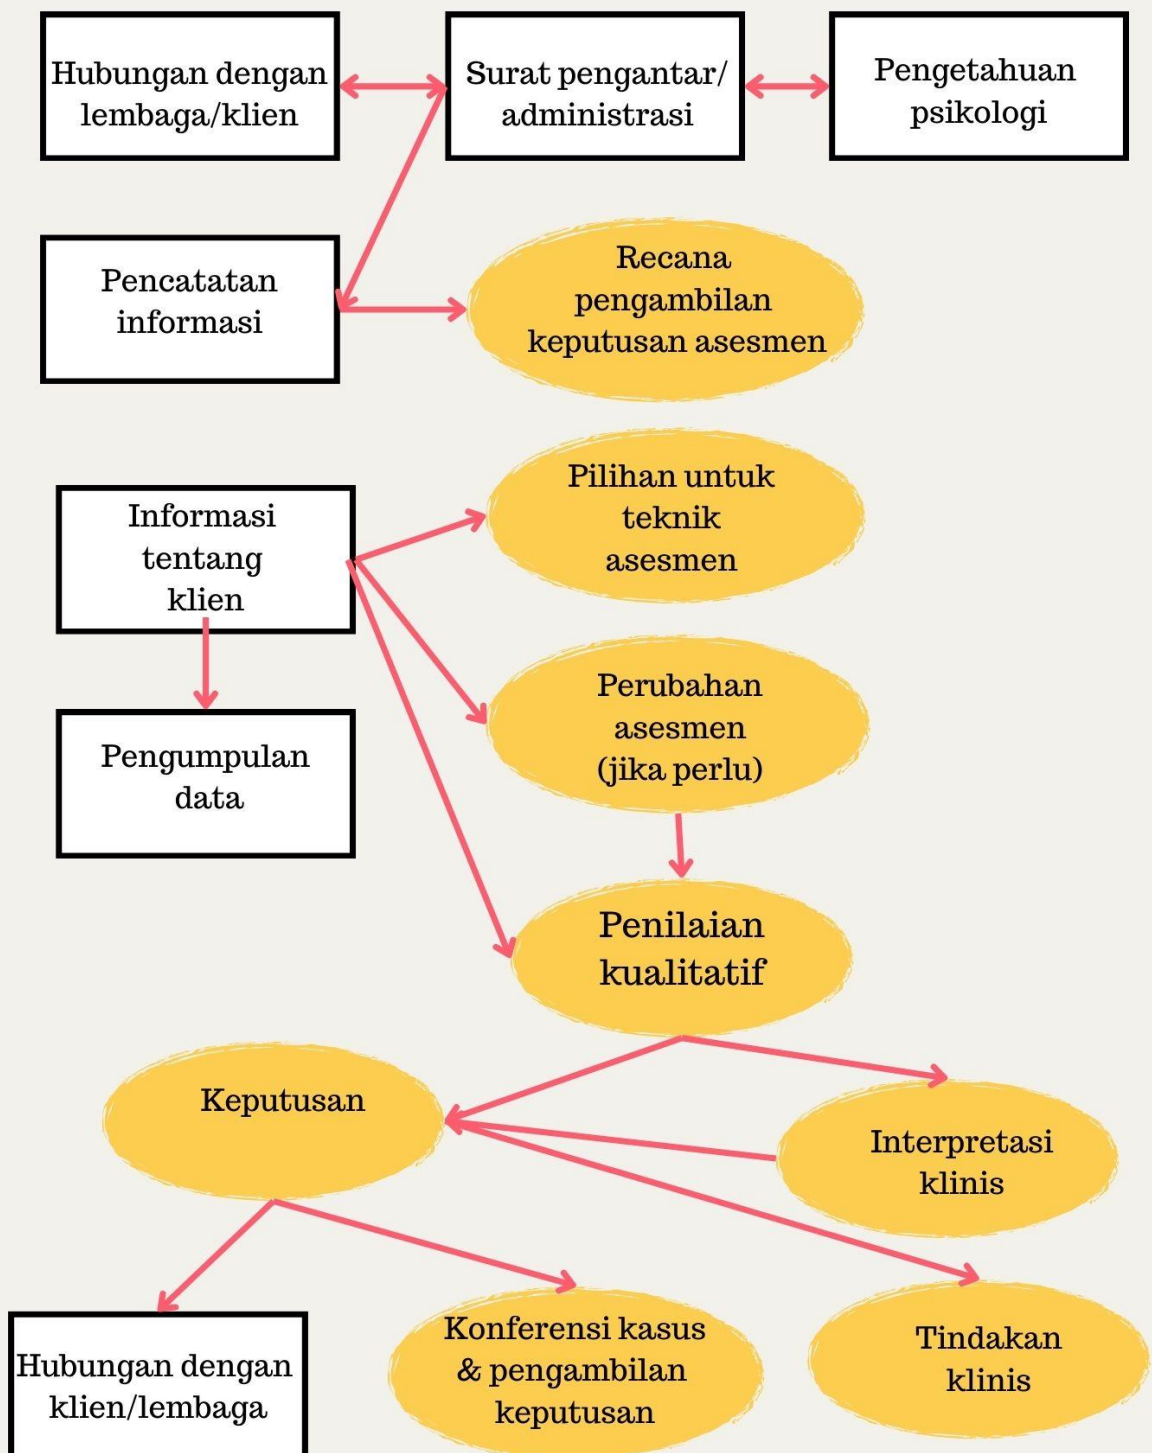 Hubungan dengan
lembaga/klien
Surat pengantar/
administrasi
Pengetahuan
psikologi
Pencatatan
informasi
Recana
pengambilan
keputusan asesmen
Informasi
tentang
klien
Pilihan untuk
teknik
asesmen
Pengumpulan
data
Perubahan
asesmen
(jika perlu)
Penilaian
kualitatif
Keputusan
Interpretasi
klinis
Hubungan dengan
klien/lembaga
Konferensi kasus
& pengambilan
keputusan
Tindakan
klinis